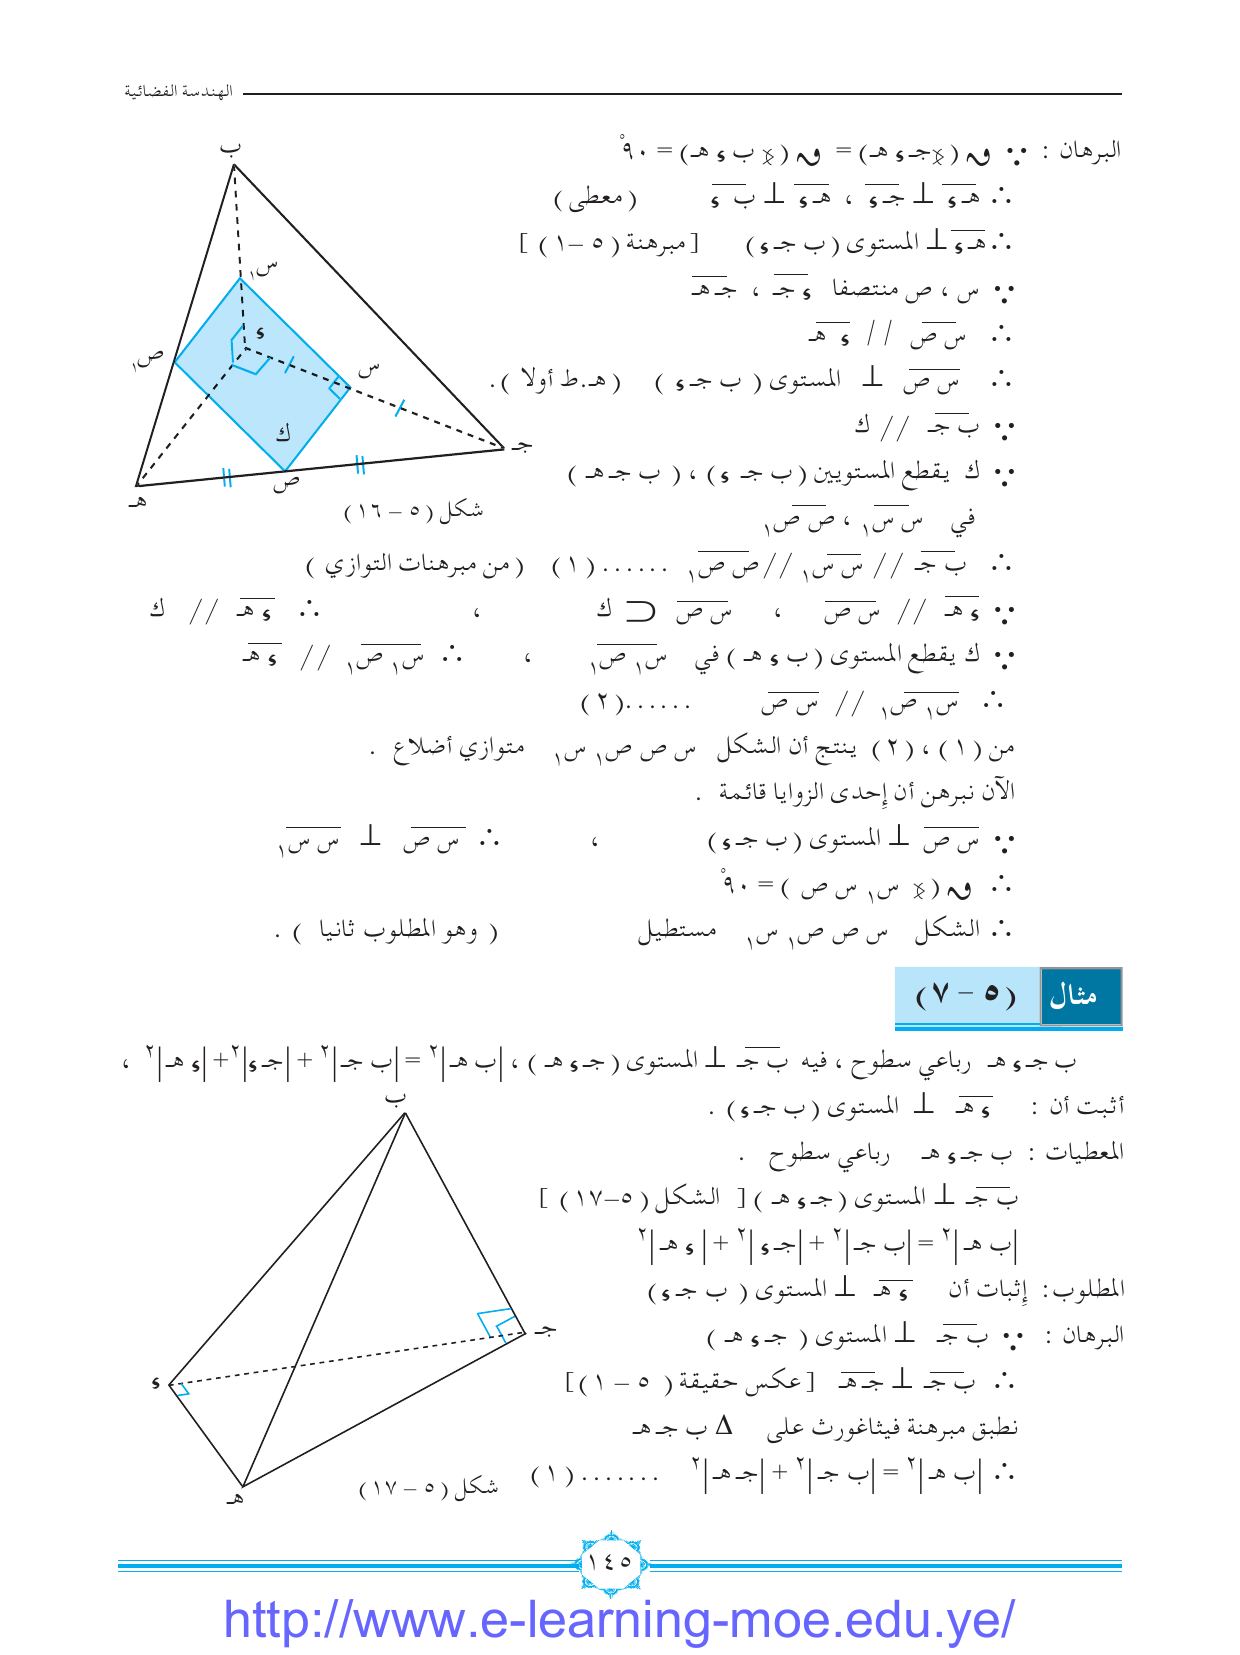 الهندسة الفضائية
البرهان : ∵ ق (∢ جـ ء هـ) = ق (∢ ب ء هـ) = ٩٠°
∴ هـ ء ⊥ جـ ء ، هـ ء ⊥ ب ء ( معطى )
∴ هـ ء ⊥ المستوى ( ب جـ ء ) [ مبرهنة ( ٥ – ١ ) ]
∵ س ، ص منتصفا ء جـ ، جـ هـ
∴ س ص // ء هـ
∴ س ص ⊥ المستوى ( ب جـ ء ) ( هـ.ط أولا ) .
∵ ب جـ // ك
∵ ك يقطع المستويين ( ب جـ ء ) ، ( ب جـ هـ )
في س س١ ، ص ص١
∴ ب جـ // س س١ // ص ص١ ...... ( ١ ) ( من مبرهنات التوازي )
∵ ء هـ // س ص ، س ص ⊃ ك ، ∴ ء هـ // ك
∵ ك يقطع المستوى ( ب ء هـ ) في س١ ص١ ، ∴ س١ ص١ // ء هـ
∴ س١ ص١ // س ص ......( ٢ )
من ( ١ ) ، ( ٢ ) ينتج أن الشكل س ص ص١ س١ متوازي أضلاع .
الآن نبرهن أن إحدى الزوايا قائمة .
∵ س ص ⊥ المستوى ( ب جـ ء ) ، ∴ س ص ⊥ س س١
∴ ق (∢ س١ س ص ) = ٩٠°
∴ الشكل س ص ص١ س١ مستطيل ( وهو المطلوب ثانيا ) .
ب
س١
ء
ص١
س
ك
جـ
ص
هـ
شكل ( ٥ – ١٦ )
مثال ( ٥ – ٧ )
ب جـ ء هـ رباعي سطوح ، فيه ب جـ ⊥ المستوى ( جـ ء هـ ) ، |ب هـ|٢ = |ب جـ|٢ + |جـ ء|٢ + |ء هـ|٢ ،
أثبت أن : ء هـ ⊥ المستوى ( ب جـ ء ) .
المعطيات : ب جـ ء هـ رباعي سطوح .
ب جـ ⊥ المستوى ( جـ ء هـ ) [ الشكل ( ٥–١٧ ) ]
|ب هـ|٢ = |ب جـ|٢ + |جـ ء|٢ + |ء هـ|٢
المطلوب : إثبات أن ء هـ ⊥ المستوى ( ب جـ ء )
البرهان : ∵ ب جـ ⊥ المستوى ( جـ ء هـ )
∴ ب جـ ⊥ جـ هـ [ عكس حقيقة ( ٥ – ١ ) ]
نطبق مبرهنة فيثاغورث على Δ ب جـ هـ
∴ |ب هـ|٢ = |ب جـ|٢ + |جـ هـ|٢ ....... ( ١ )
ب
جـ
ء
هـ
شكل ( ٥ – ١٧ )
١٤٥
http://www.e-learning-moe.edu.ye/